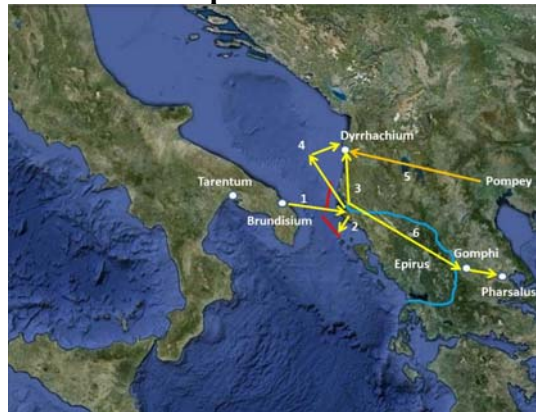 Dyrrhachium
4
5
Tarentum
Pompey
3
1
Brundisium
2
6
Gomphi
Epirus
Pharsalus